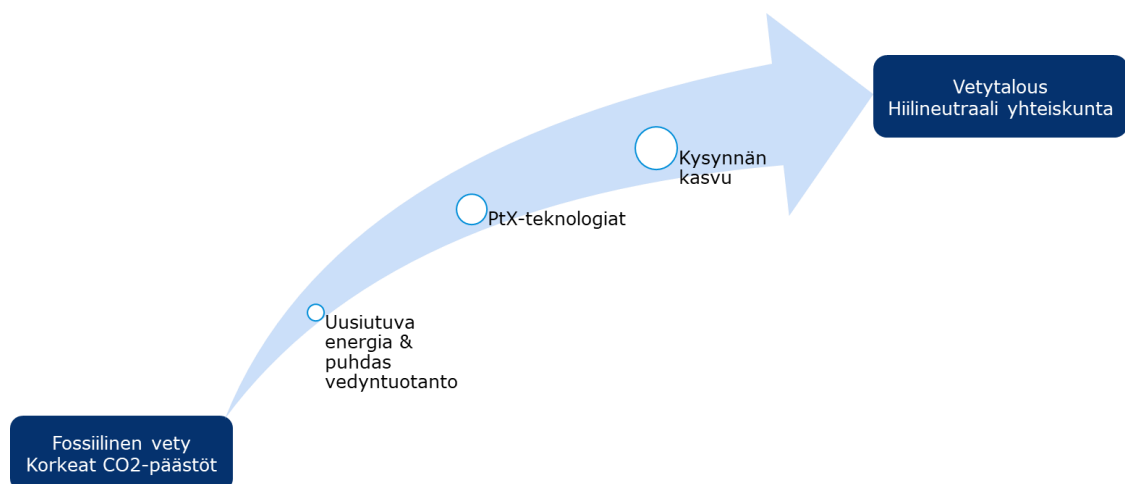 Vetytalous
Hiilineutraali yhteiskunta
Kysynnän
kasvu
PtX-teknologiat
Uusiutuva
energia &
puhdas
vedyntuotanto
Fossiilinen vety
Korkeat CO2-päästöt